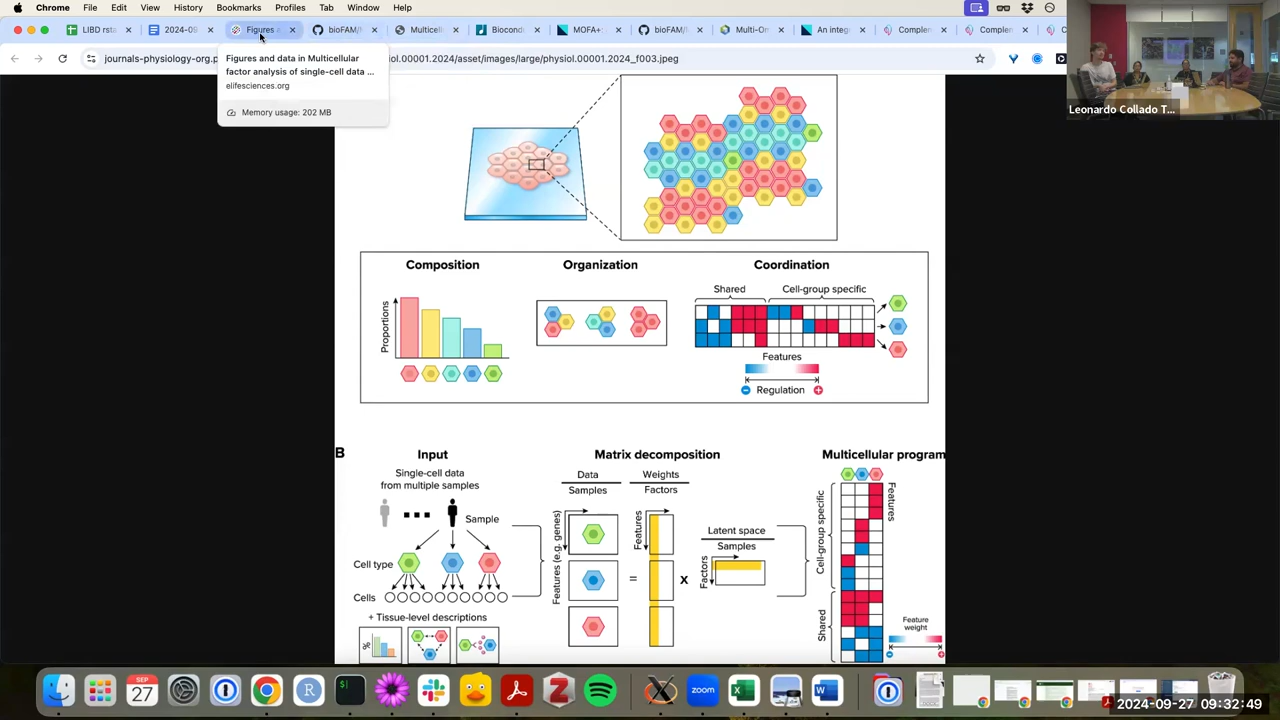 Chrome File Edit View History Bookmarks Profiles Tab Window Help
LIBD rsta
2024-09
Figures
bioFAM/
Multicell
Biocond
MOFA+:
bioFAM/
Multi-Om
An integ
Complem
Complem
journals-physiology-org.p
iol.00001.2024/asset/images/large/physiol.00001.2024_f003.jpeg
Figures and data in Multicellular
factor analysis of single-cell data ...
elifesciences.org
Memory usage: 202 MB
Leonardo Collado T...
Composition
Organization
Coordination
Proportions
Shared
Cell-group specific
Features
Regulation
B
Input
Matrix decomposition
Multicellular program
Single-cell data
from multiple samples
Sample
Cell type
Cells
+ Tissue-level descriptions
%
Data
Samples
Features (e.g. genes)
=
Weights
Factors
Features
x
Latent space
Samples
Factors
Cell-group specific
Shared
Features
Feature
weight
SEP
27
2024-09-27 09:32:49
zoom